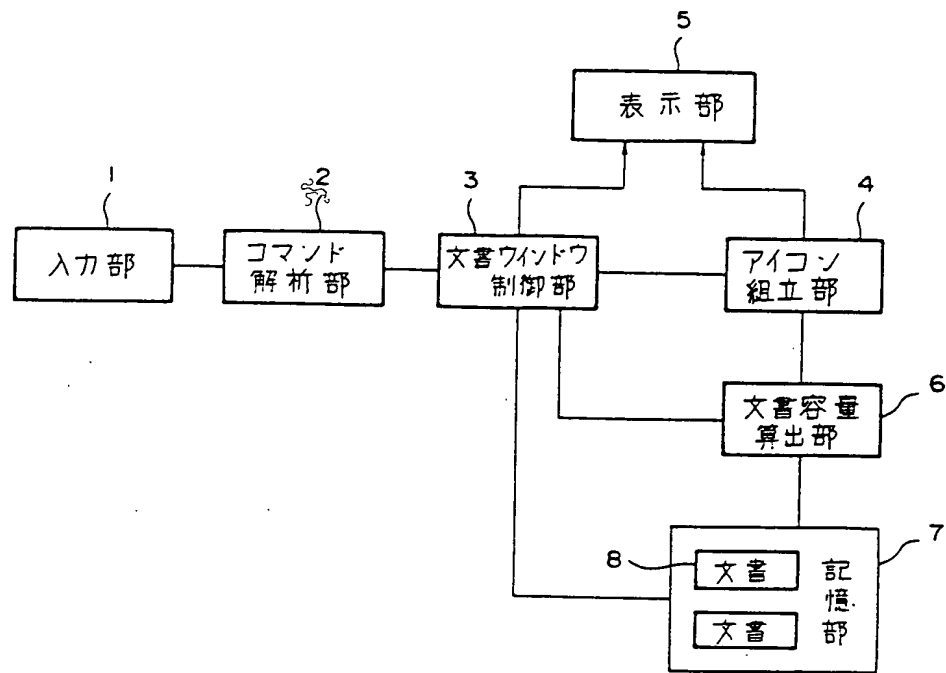 5
表示部
1
2
3
4
入力部
コマンド
解析部
文書ウインドウ
制御部
アイコン
組立部
6
文書容量
算出部
7
8
文書
記憶部
文書